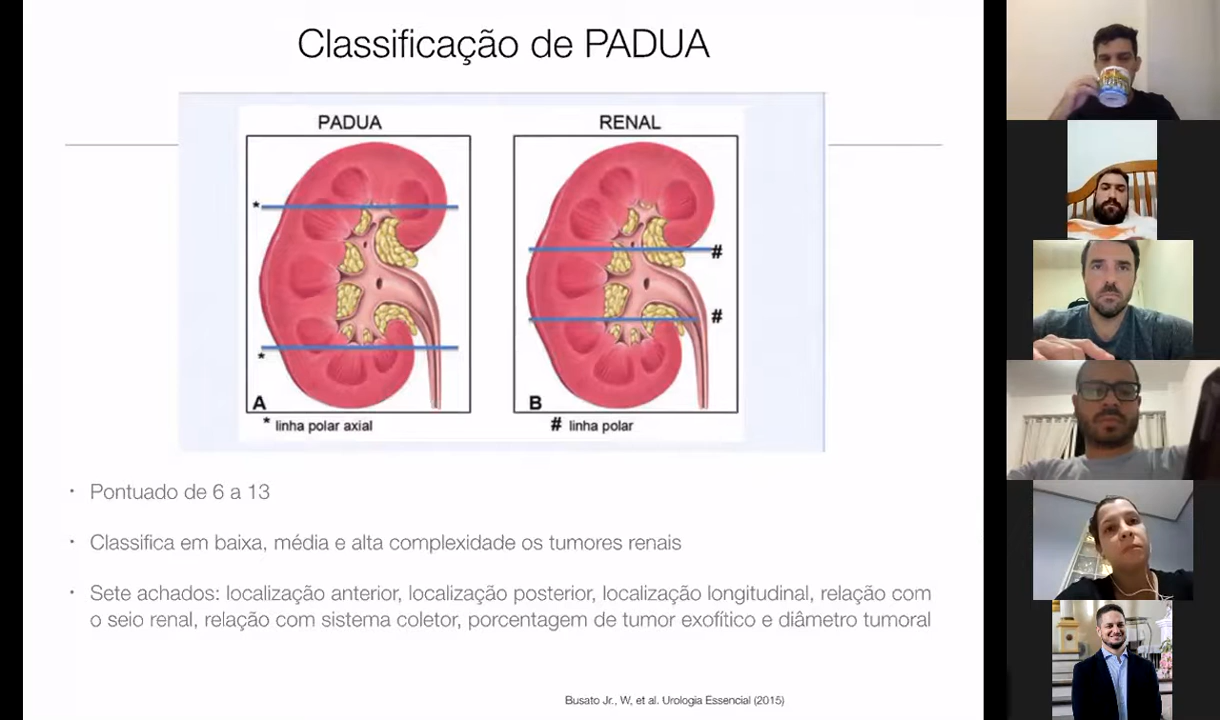 Classificação de PADUA
PADUA
RENAL
*
*
#
#
A
B
* linha polar axial
# linha polar
• Pontuado de 6 a 13
• Classifica em baixa, média e alta complexidade os tumores renais
• Sete achados: localização anterior, localização posterior, localização longitudinal, relação com
o seio renal, relação com sistema coletor, porcentagem de tumor exofítico e diâmetro tumoral
Busato Jr., W, et al. Urologia Essencial (2015)